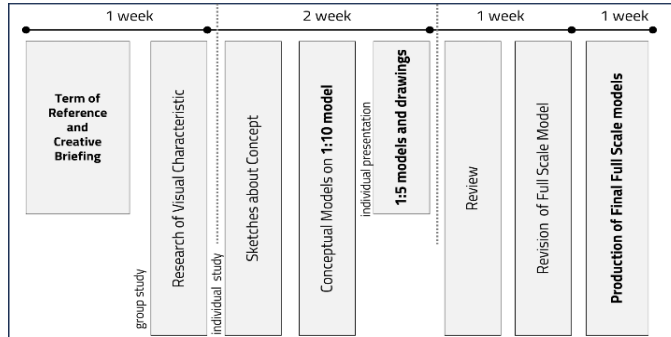 1 week
2 week
1 week
1 week
Term of
Reference
and
Creative
Briefing
group study
Research of Visual Characteristic
individual study
Sketches about Concept
Conceptual Models on 1:10 model
individual presentation
1:5 models and drawings
Review
Revision of Full Scale Model
Production of Final Full Scale models